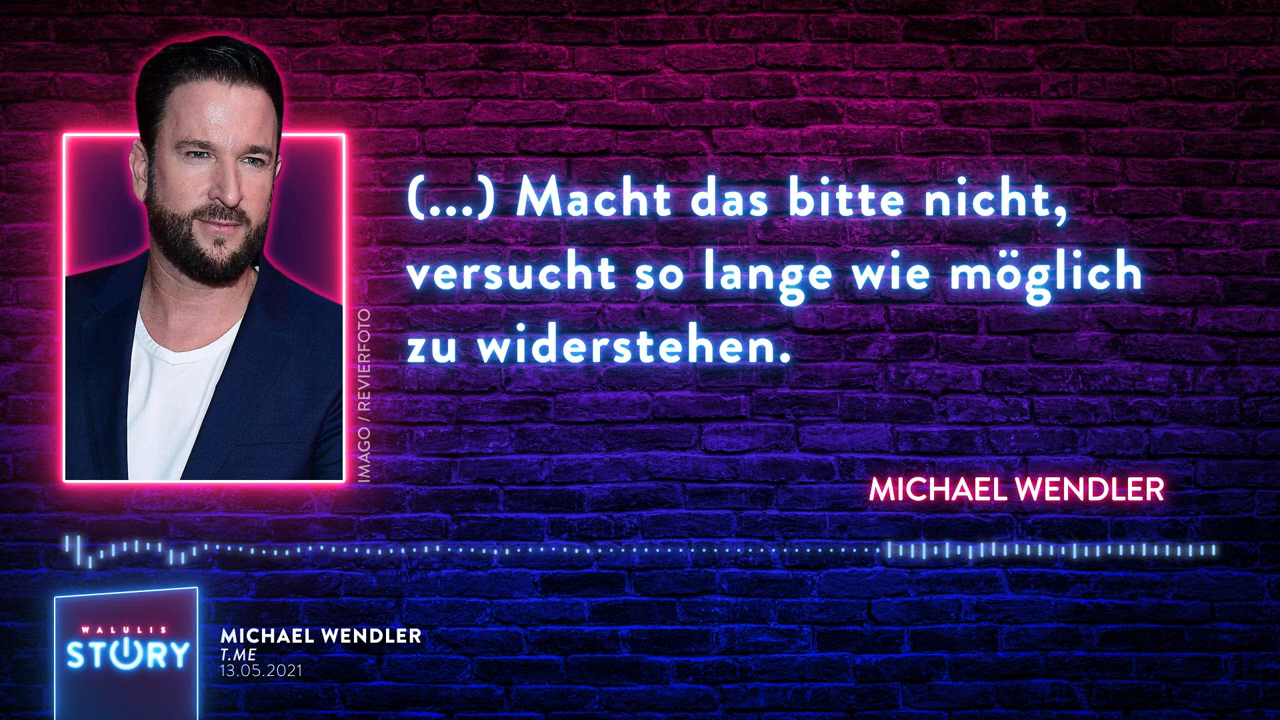 (...) Macht das bitte nicht,
versucht so lange wie möglich
zu widerstehen.
IMAGO / REVIERFOTO
MICHAEL WENDLER
WALULIS
STORY
MICHAEL WENDLER
T.ME
13.05.2021